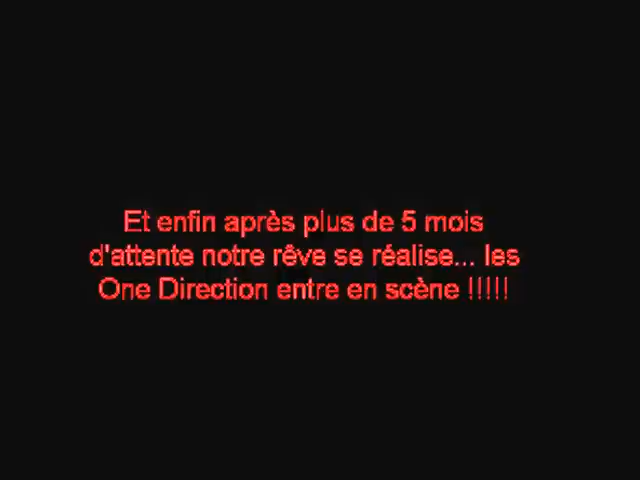 Et enfin après plus de 5 mois
d'attente notre rêve se réalise... les
One Direction entre en scène !!!!!